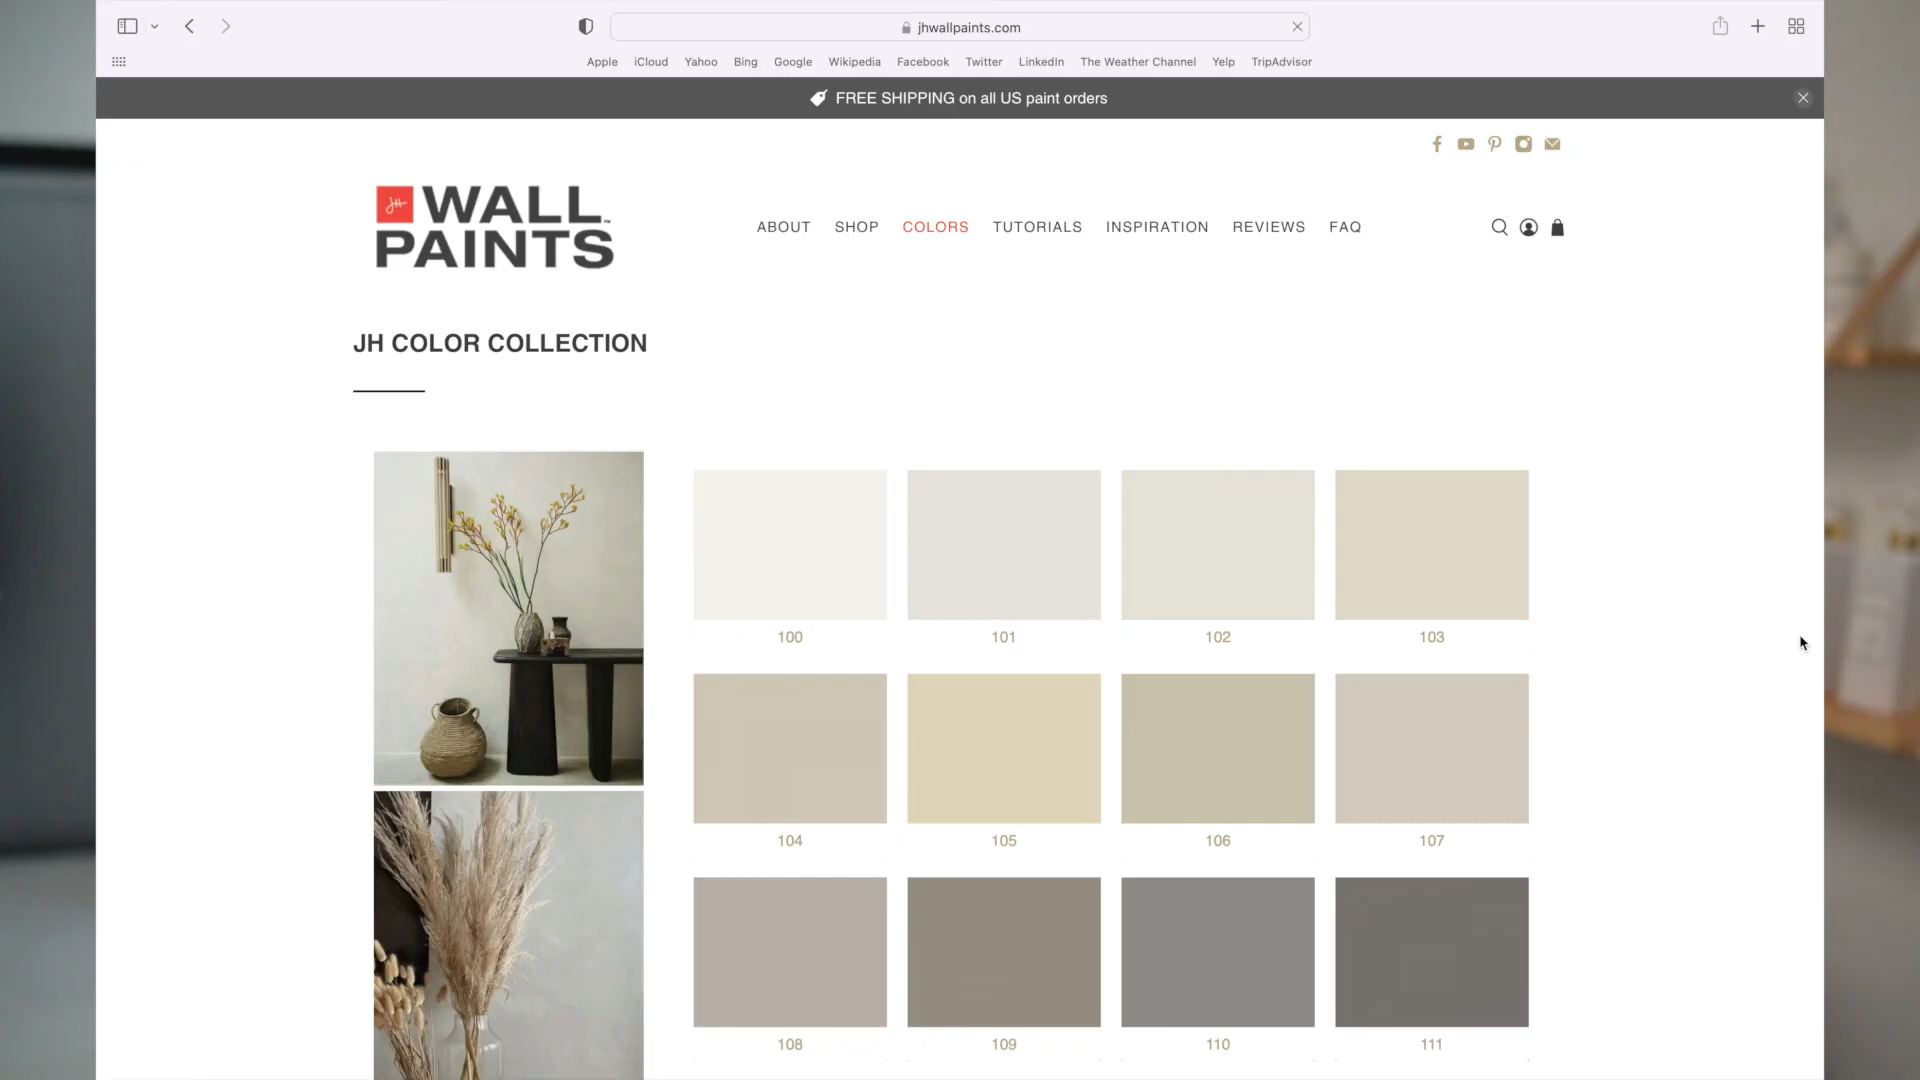 jhwallpaints.com
Apple iCloud Yahoo Bing Google Wikipedia Facebook Twitter LinkedIn The Weather Channel Yelp TripAdvisor
FREE SHIPPING on all US paint orders
JH WALL™
PAINTS
ABOUT SHOP COLORS TUTORIALS INSPIRATION REVIEWS FAQ
JH COLOR COLLECTION
100 101 102 103
104 105 106 107
108 109 110 111